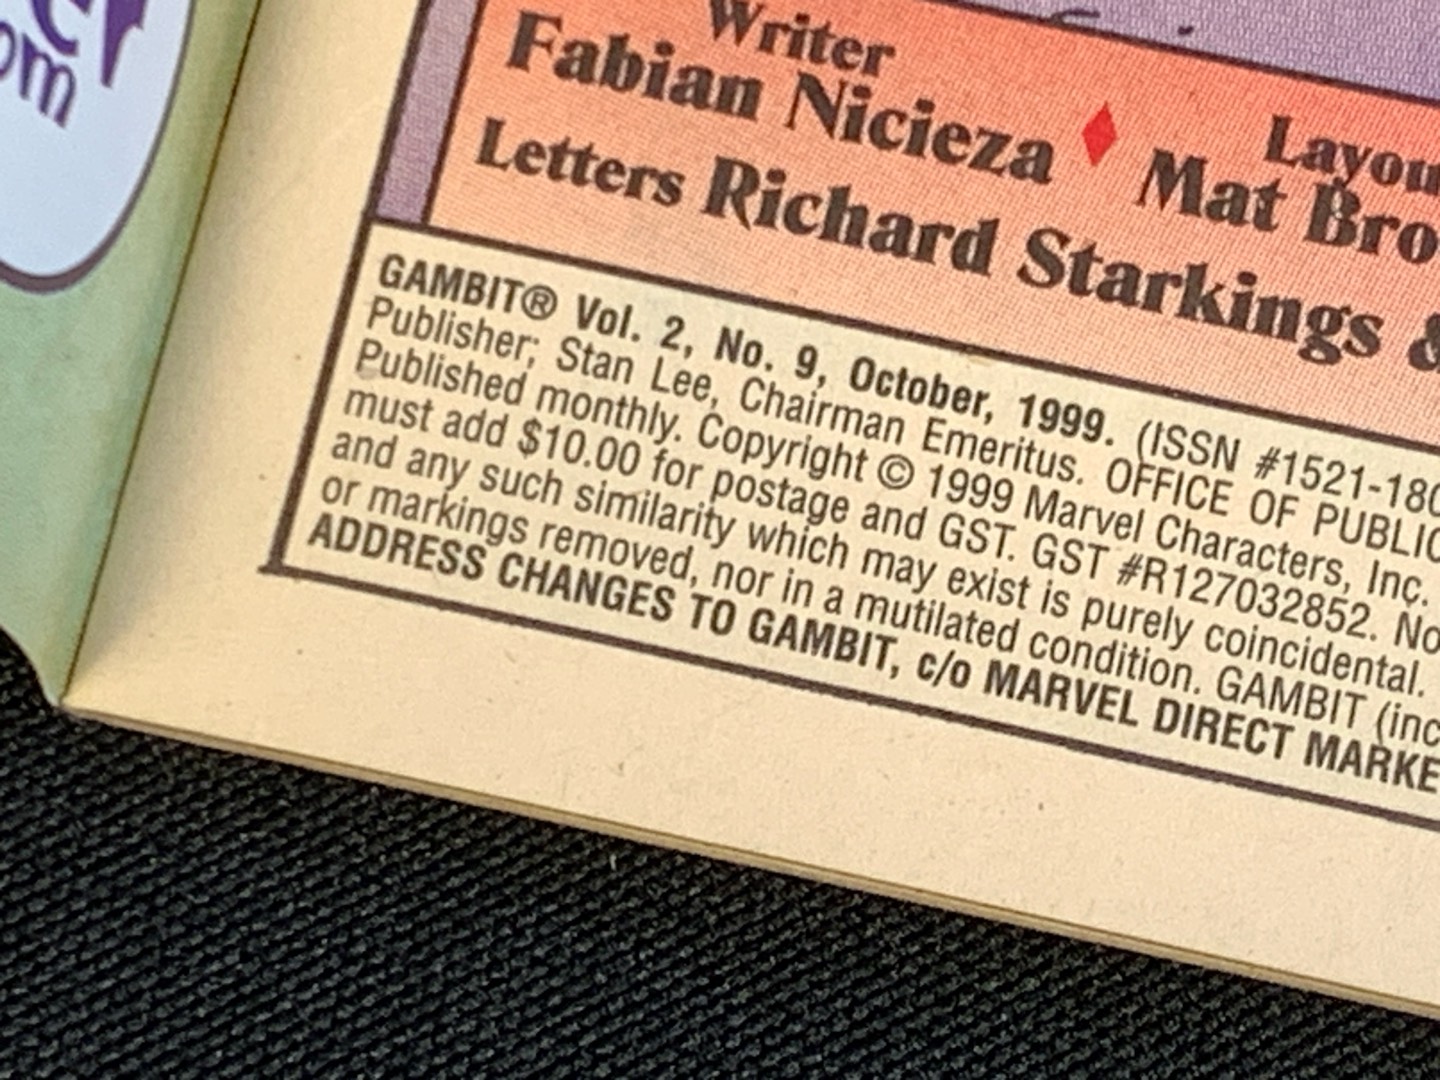 om
Writer
Fabian Nicieza ♦ Mat Bro
Layou
Letters Richard Starkings &
GAMBIT® Vol. 2, No. 9, October, 1999. (ISSN #1521-180
Publisher; Stan Lee, Chairman Emeritus. OFFICE OF PUBLIC
Published monthly. Copyright © 1999 Marvel Characters, Inc.
must add $10.00 for postage and GST. GST #R127032852. No
and any such similarity which may exist is purely coincidental.
or markings removed, nor in a mutilated condition. GAMBIT (inc
ADDRESS CHANGES TO GAMBIT, c/o MARVEL DIRECT MARKE